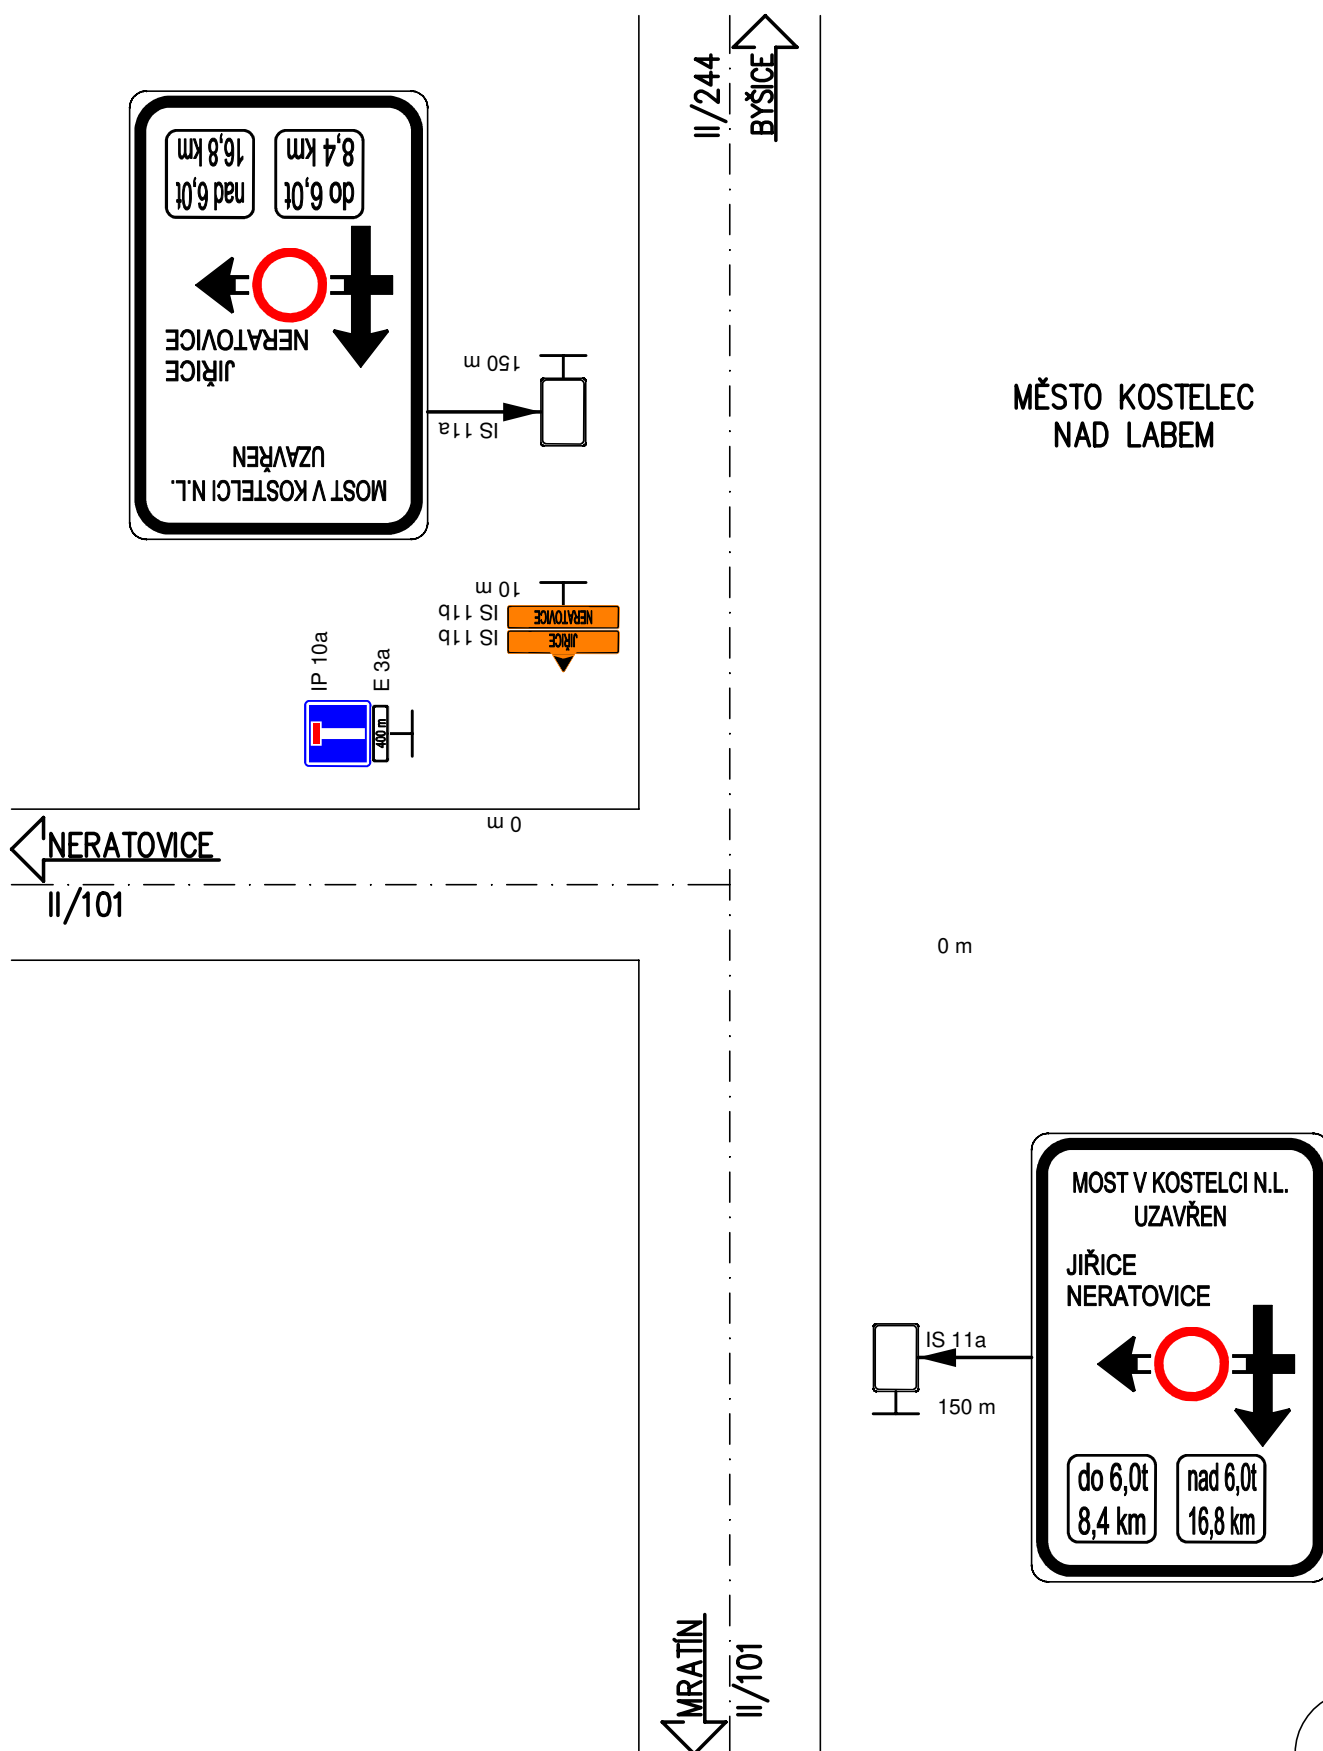 II/244
BYŠICE
MOST V KOSTELCI N.L.
UZAVŘEN
JIŘICE
NERATOVICE
do 6,0t
8,4 km
nad 6,0t
16,8 km
IS 11a
150 m
MĚSTO KOSTELEC
NAD LABEM
10 m
IS 11b
IS 11b
NERATOVICE
JIŘICE
IP 10a
E 3a
400 m
0 m
NERATOVICE
II/101
0 m
MOST V KOSTELCI N.L.
UZAVŘEN
JIŘICE
NERATOVICE
IS 11a
150 m
do 6,0t
8,4 km
nad 6,0t
16,8 km
MRATÍN
II/101